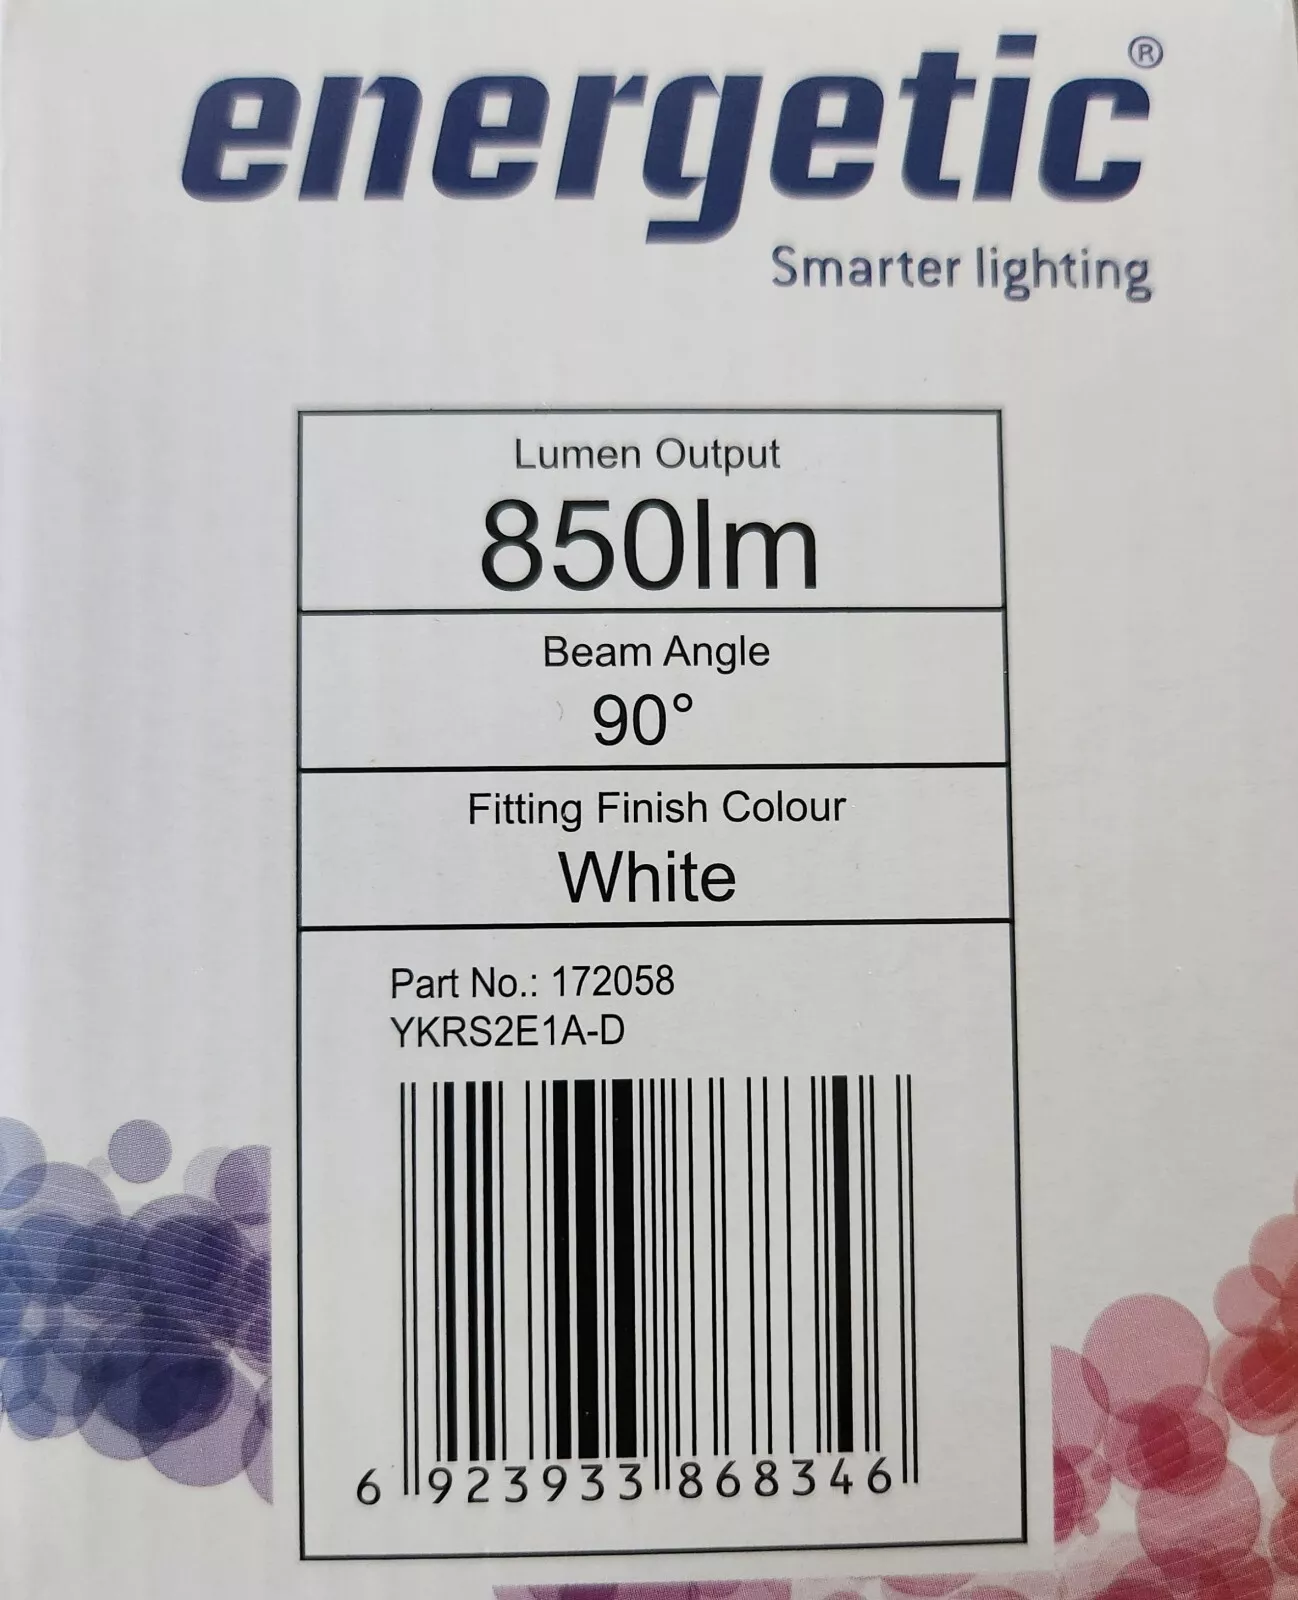 energetic®
Smarter lighting
Lumen Output
850lm
Beam Angle
90°
Fitting Finish Colour
White
Part No.: 172058
YKRS2E1A-D
6 923933 868346